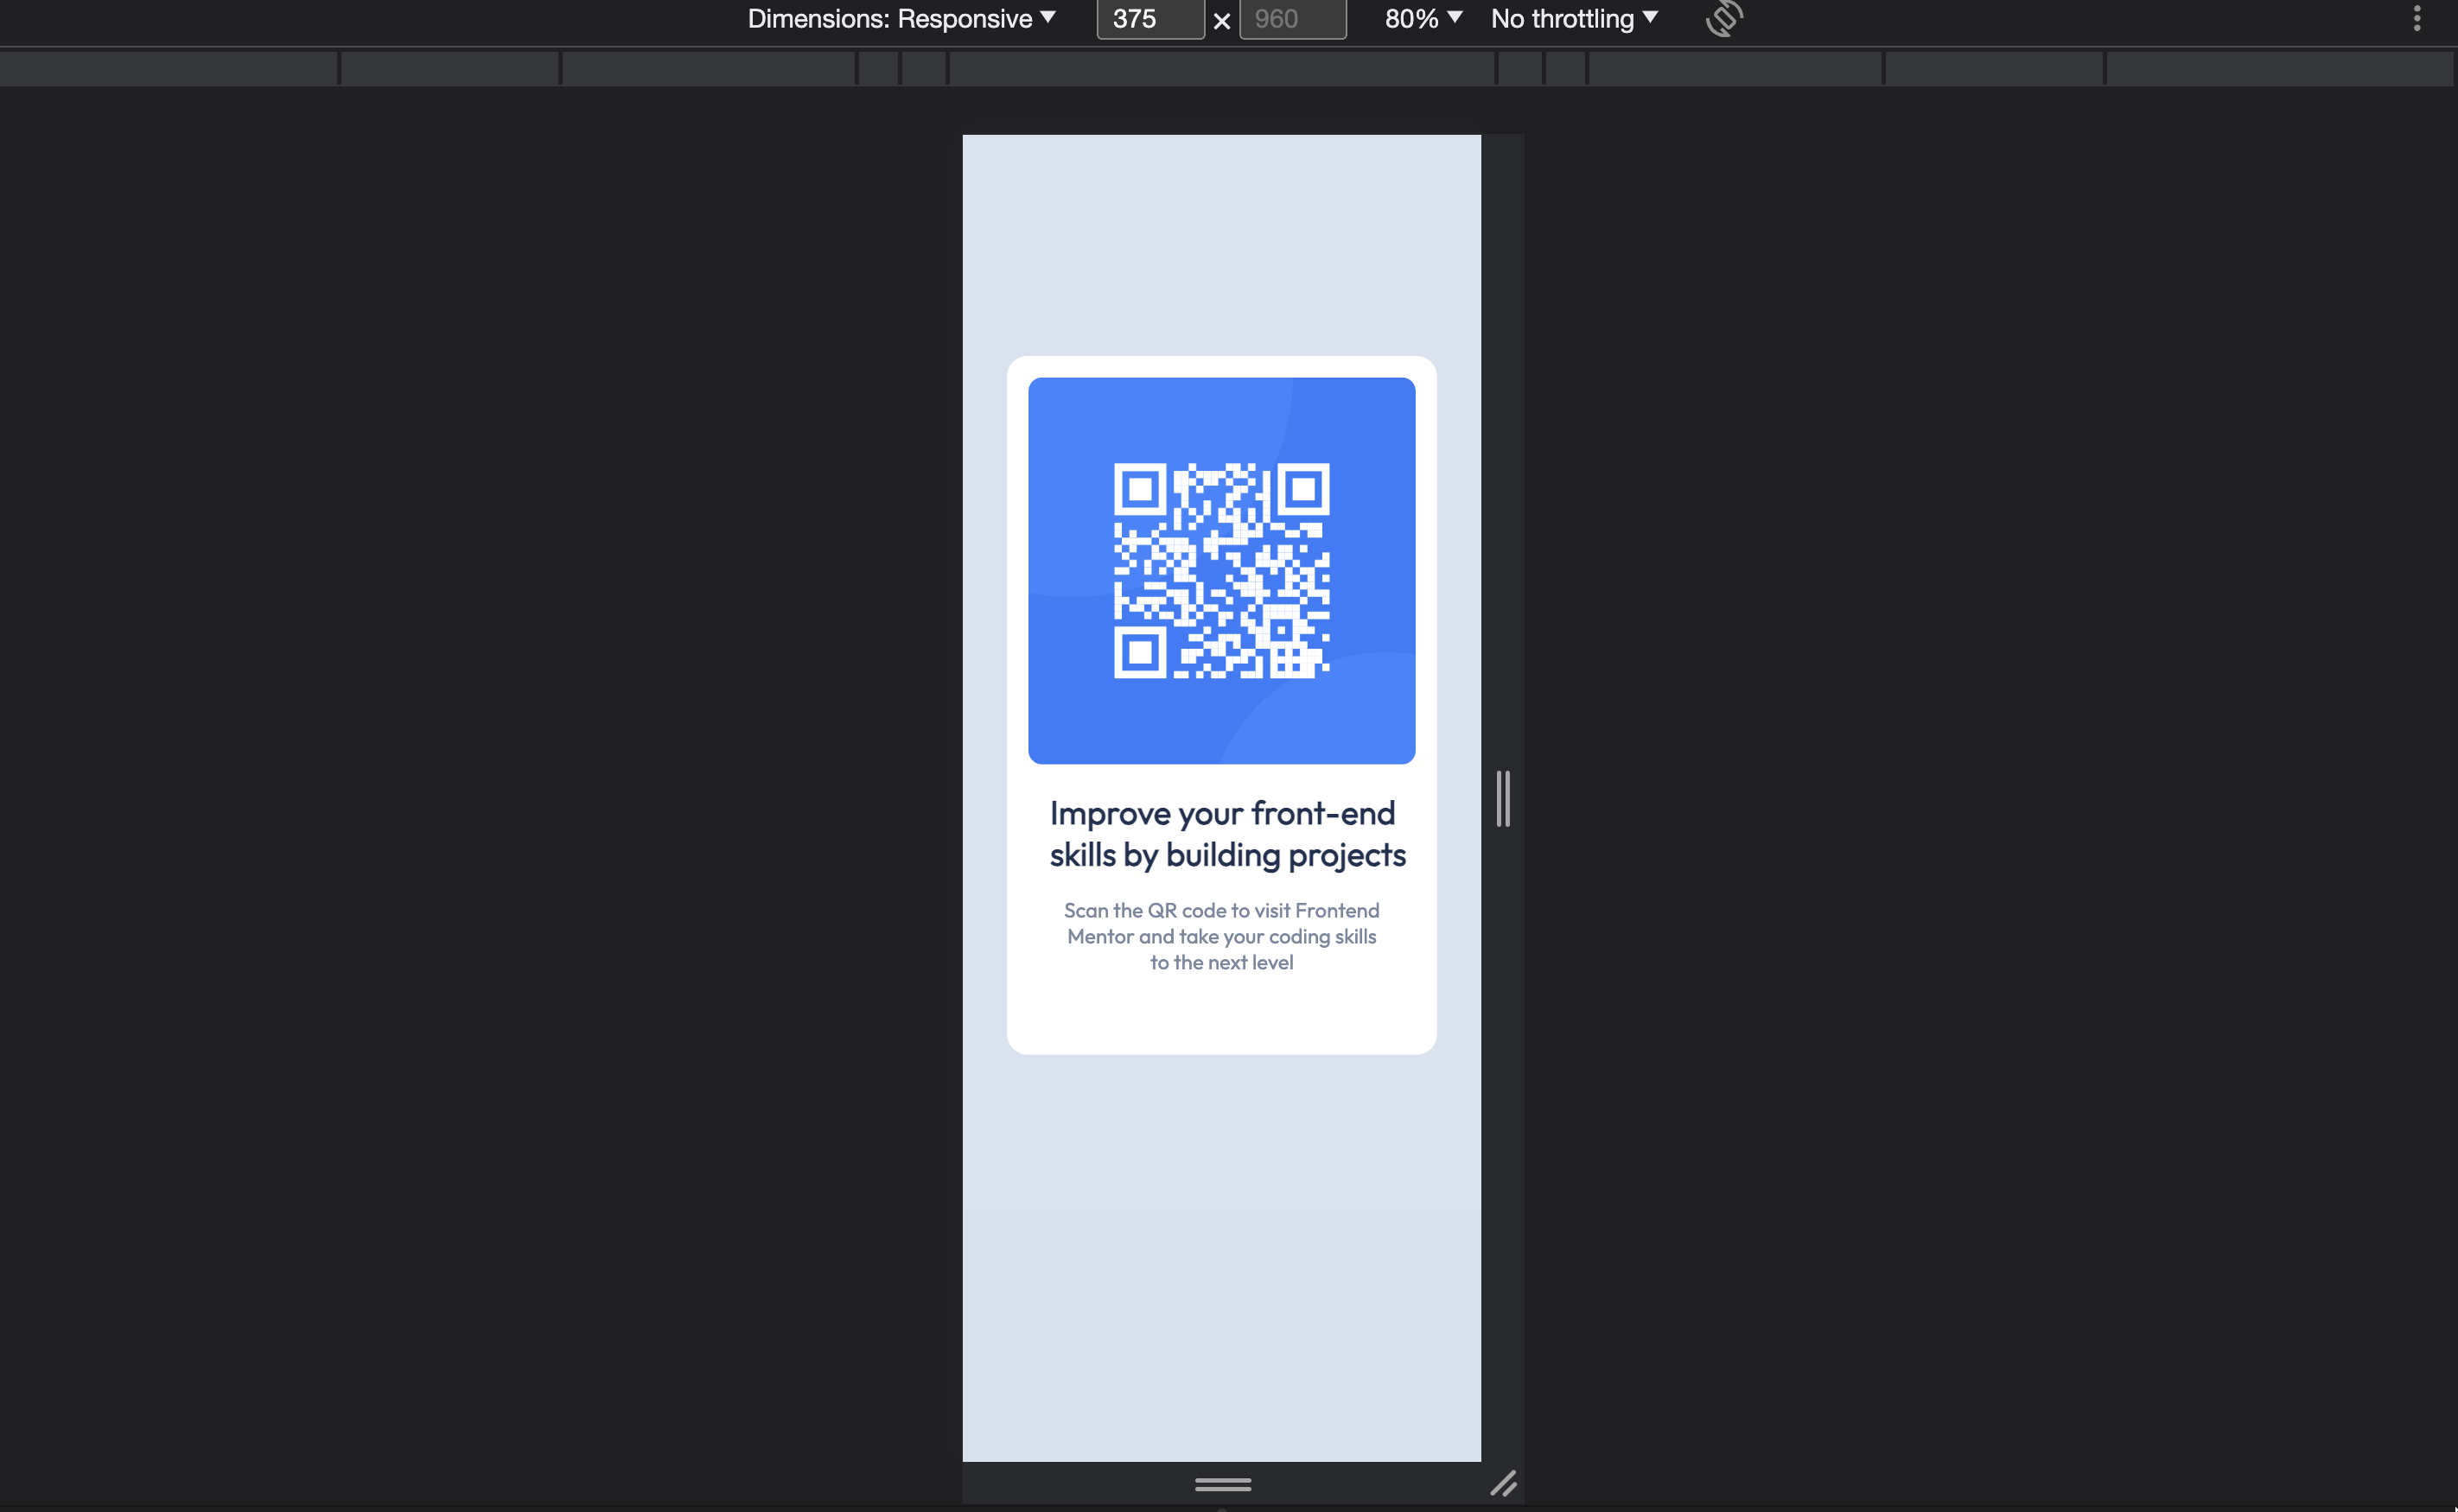 Dimensions: Responsive 375 × 960 80% No throttling
Improve your front-end
skills by building projects
Scan the QR code to visit Frontend
Mentor and take your coding skills
to the next level